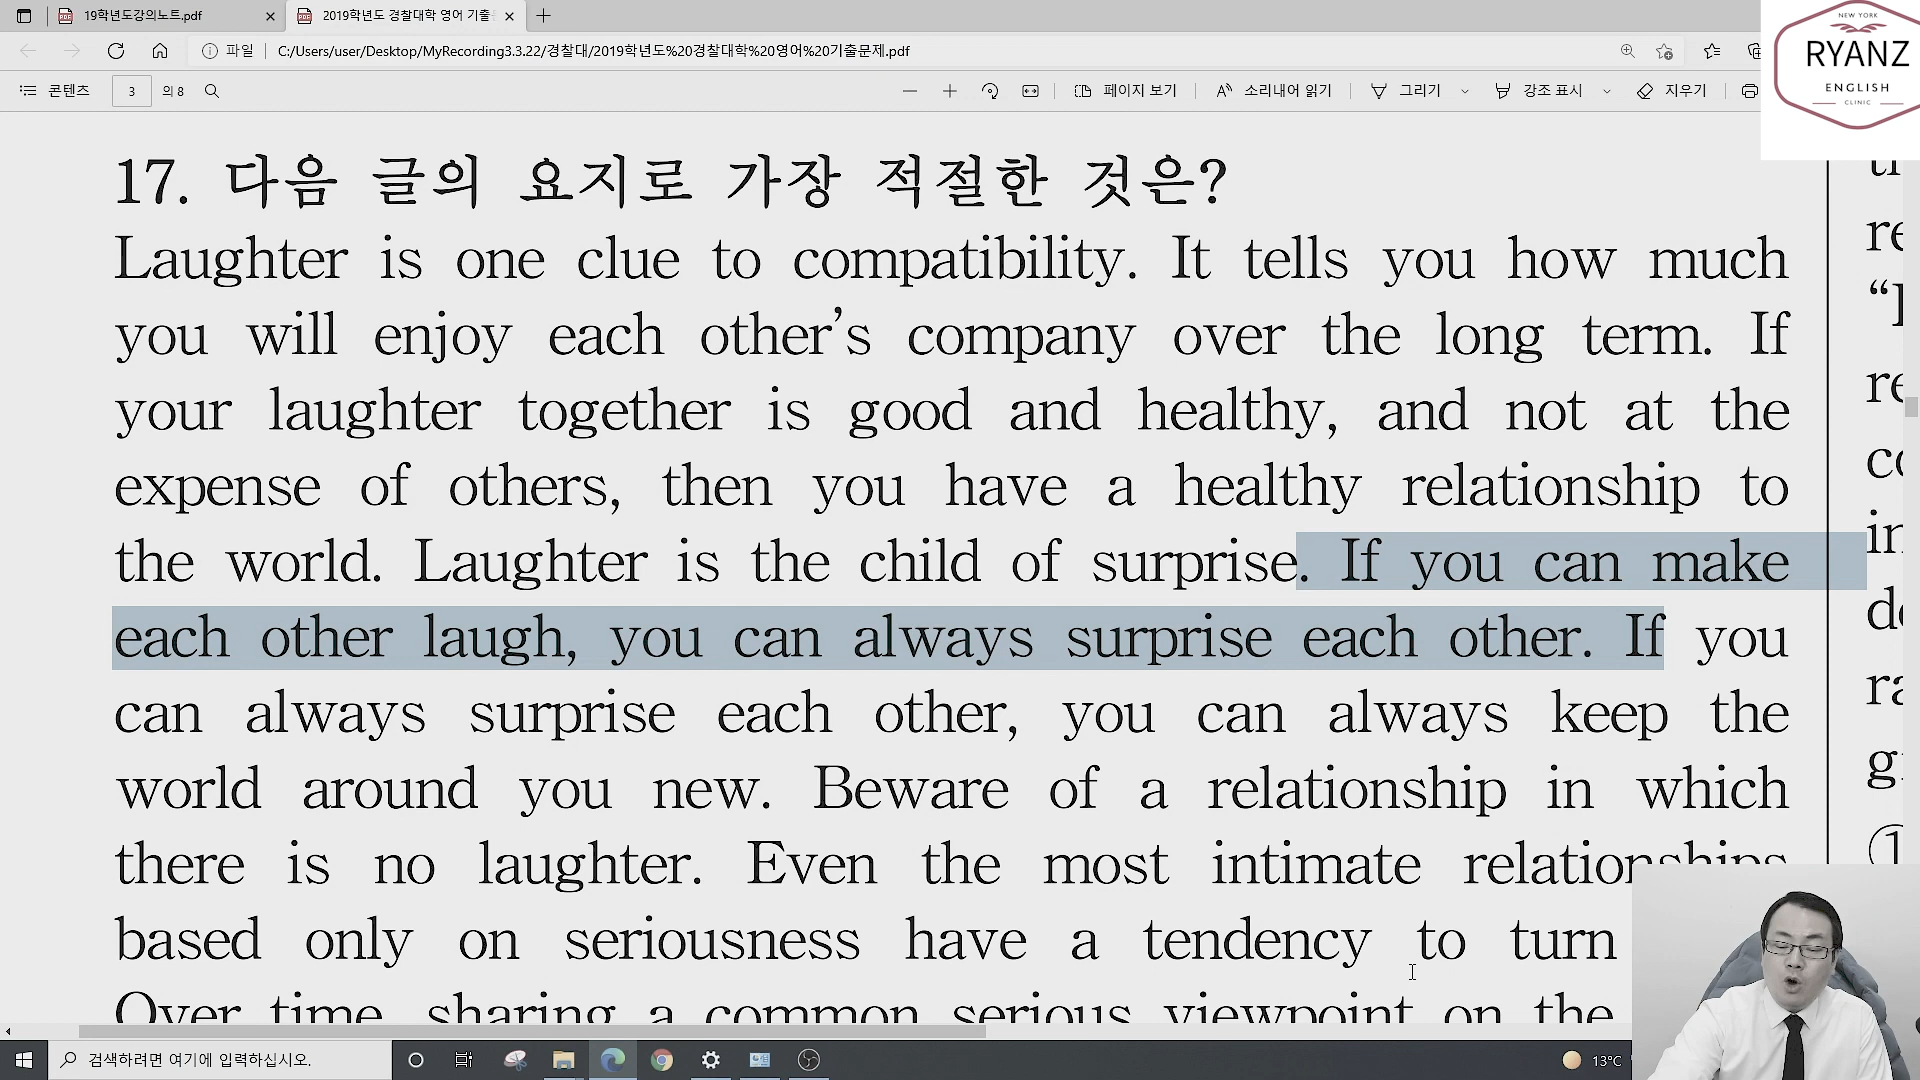 19학년도강의노트.pdf
2019학년도 경찰대학 영어 기출
파일
C:/Users/user/Desktop/MyRecording3.3.22/경찰대/2019학년도%20경찰대학%20영어%20기출문제.pdf
NEW YORK
RYANZ
ENGLISH
CLINIC
콘텐츠 3 의 8
페이지 보기
소리내어 읽기
그리기
강조 표시
지우기
17. 다음 글의 요지로 가장 적절한 것은?
Laughter is one clue to compatibility. It tells you how much
you will enjoy each other’s company over the long term. If
your laughter together is good and healthy, and not at the
expense of others, then you have a healthy relationship to
the world. Laughter is the child of surprise. If you can make
each other laugh, you can always surprise each other. If you
can always surprise each other, you can always keep the
world around you new. Beware of a relationship in which
there is no laughter. Even the most intimate relationships
based only on seriousness have a tendency to turn
Over time, sharing a common serious viewpoint on the
①
검색하려면 여기에 입력하십시오.
13°C